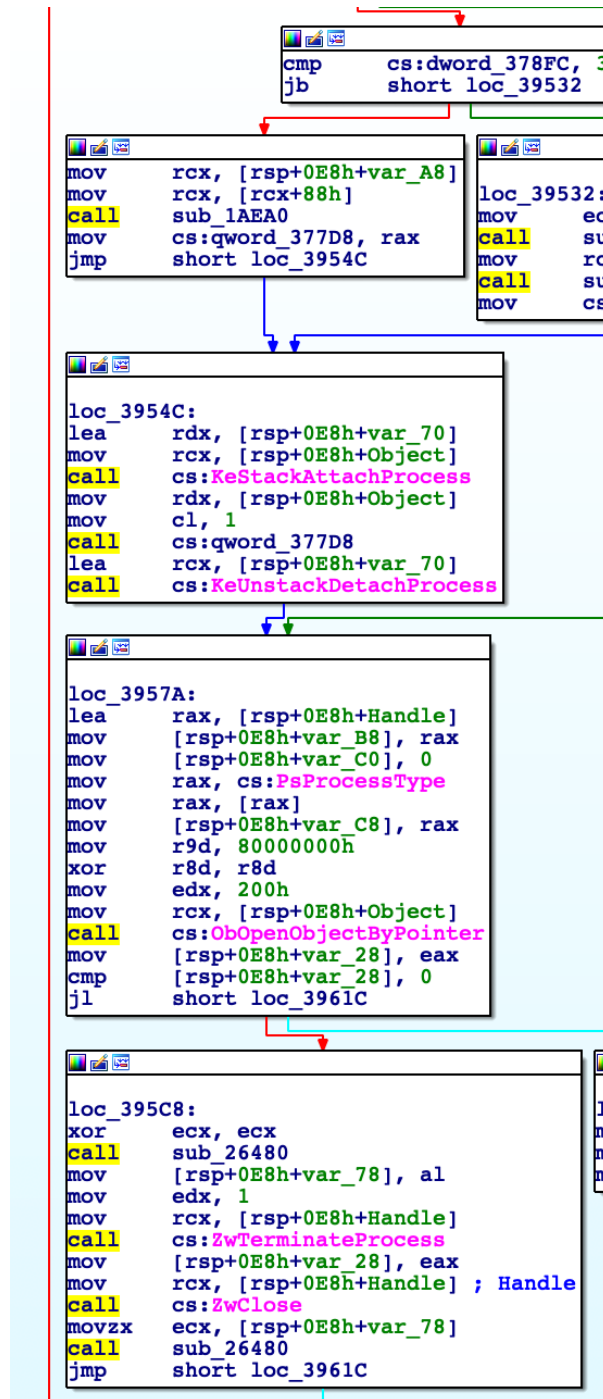 cmp cs:dword_378FC, 3
jb short loc_39532
mov rcx, [rsp+0E8h+var_A8]
mov rcx, [rcx+88h]
call sub_1AEA0
mov cs:qword_377D8, rax
jmp short loc_3954C
loc_39532:
mov
call
mov
call
mov
loc_3954C:
lea rdx, [rsp+0E8h+var_70]
mov rcx, [rsp+0E8h+Object]
call cs:KeStackAttachProcess
mov rdx, [rsp+0E8h+Object]
mov cl, 1
call cs:qword_377D8
lea rcx, [rsp+0E8h+var_70]
call cs:KeUnstackDetachProcess
loc_3957A:
lea rax, [rsp+0E8h+Handle]
mov [rsp+0E8h+var_B8], rax
mov [rsp+0E8h+var_C0], 0
mov rax, cs:PsProcessType
mov rax, [rax]
mov [rsp+0E8h+var_C8], rax
mov r9d, 80000000h
xor r8d, r8d
mov edx, 200h
mov rcx, [rsp+0E8h+Object]
call cs:ObOpenObjectByPointer
mov [rsp+0E8h+var_28], eax
cmp [rsp+0E8h+var_28], 0
jl short loc_3961C
loc_395C8:
xor ecx, ecx
call sub_26480
mov [rsp+0E8h+var_78], al
mov edx, 1
mov rcx, [rsp+0E8h+Handle]
call cs:ZwTerminateProcess
mov [rsp+0E8h+var_28], eax
mov rcx, [rsp+0E8h+Handle] ; Handle
call cs:ZwClose
movzx ecx, [rsp+0E8h+var_78]
call sub_26480
jmp short loc_3961C